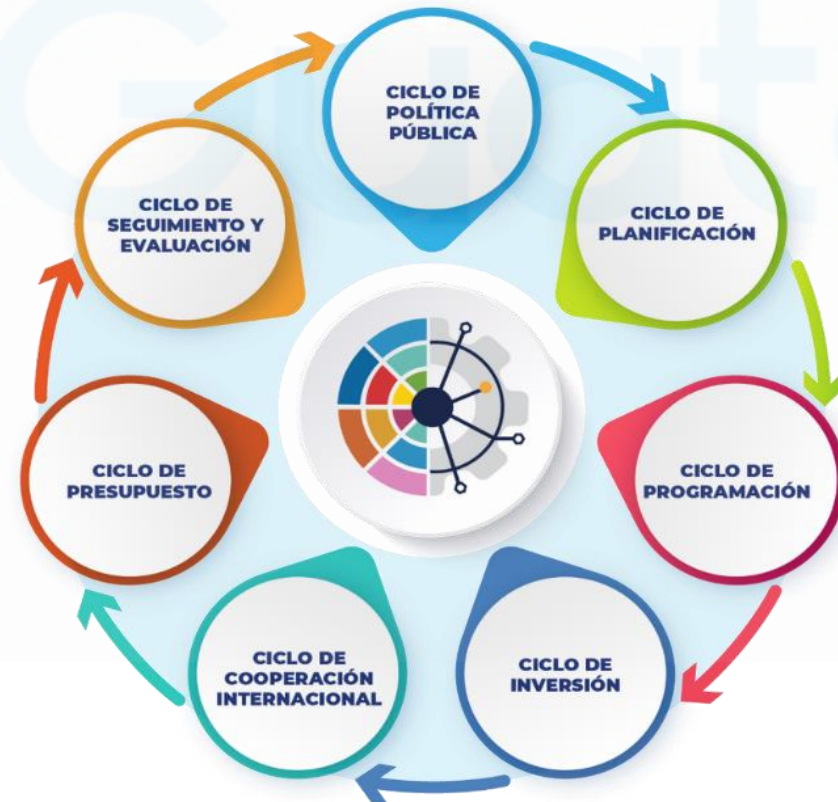 CICLO DE
POLÍTICA
PÚBLICA
CICLO DE
PLANIFICACIÓN
CICLO DE
PROGRAMACIÓN
CICLO DE
INVERSIÓN
CICLO DE
COOPERACIÓN
INTERNACIONAL
CICLO DE
PRESUPUESTO
CICLO DE
SEGUIMIENTO Y
EVALUACIÓN
Guat